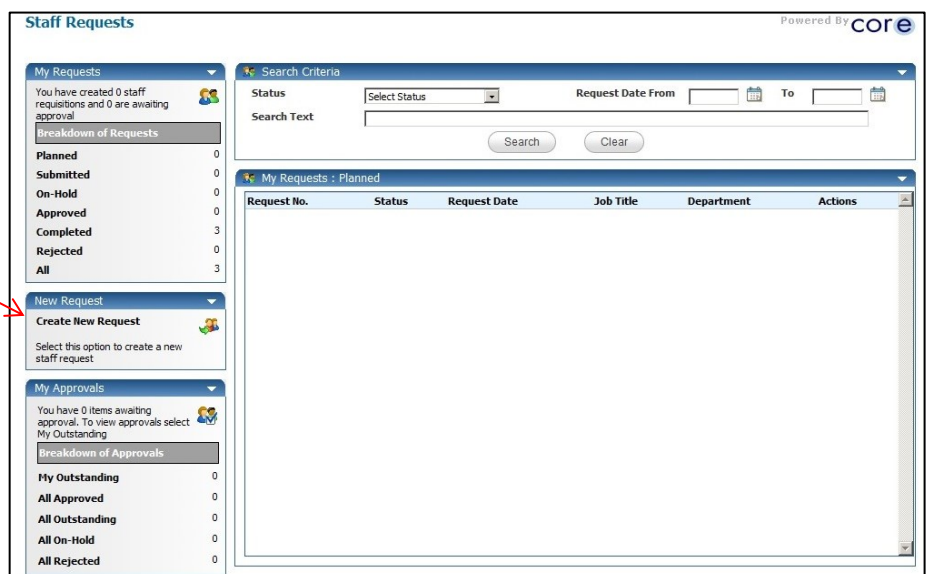 Staff Requests
Powered By core
My Requests
You have created 0 staff
requisitions and 0 are awaiting
approval
Breakdown of Requests
Planned 0
Submitted 0
On-Hold 0
Approved 0
Completed 3
Rejected 0
All 3
New Request
Create New Request
Select this option to create a new
staff request
My Approvals
You have 0 items awaiting
approval. To view approvals select
My Outstanding
Breakdown of Approvals
My Outstanding 0
All Approved 0
All Outstanding 0
All On-Hold 0
All Rejected 0
Search Criteria
Status Select Status Request Date From To
Search Text
Search Clear
My Requests : Planned
Request No. Status Request Date Job Title Department Actions